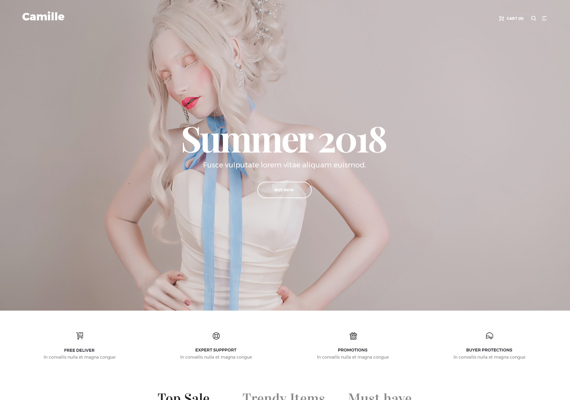 Camille
CART (0)
Summer 2018
Fusce vulputate lorem vitae aliquam euismod.
BUY NOW
FREE DELIVER
EXPERT SUPPPORT
PROMOTIONS
BUYER PROTECTIONS
In convallis nulla et magna congue
In convallis nulla et magna congue
In convallis nulla et magna congue
In convallis nulla et magna congue
Top Sale
Trendy Items
Must have